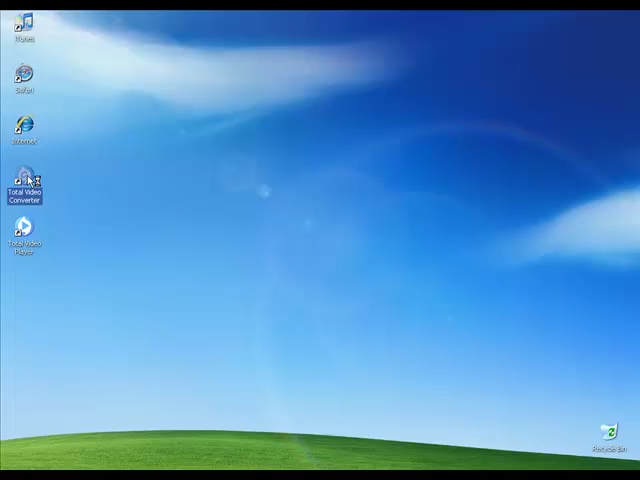 iTunes
Safari
Internet
Total Video
Converter
Total Video
Player
Recycle Bin